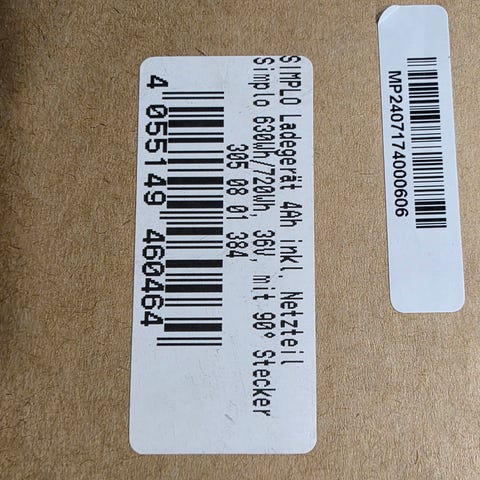 SIMPLO Ladegerät 4Ah inkl. Netzteil
Simplo 630Wh/720Wh, 36V, mit 90° Stecker
305 08 01 384
4 055149 460464
MP2407174000606